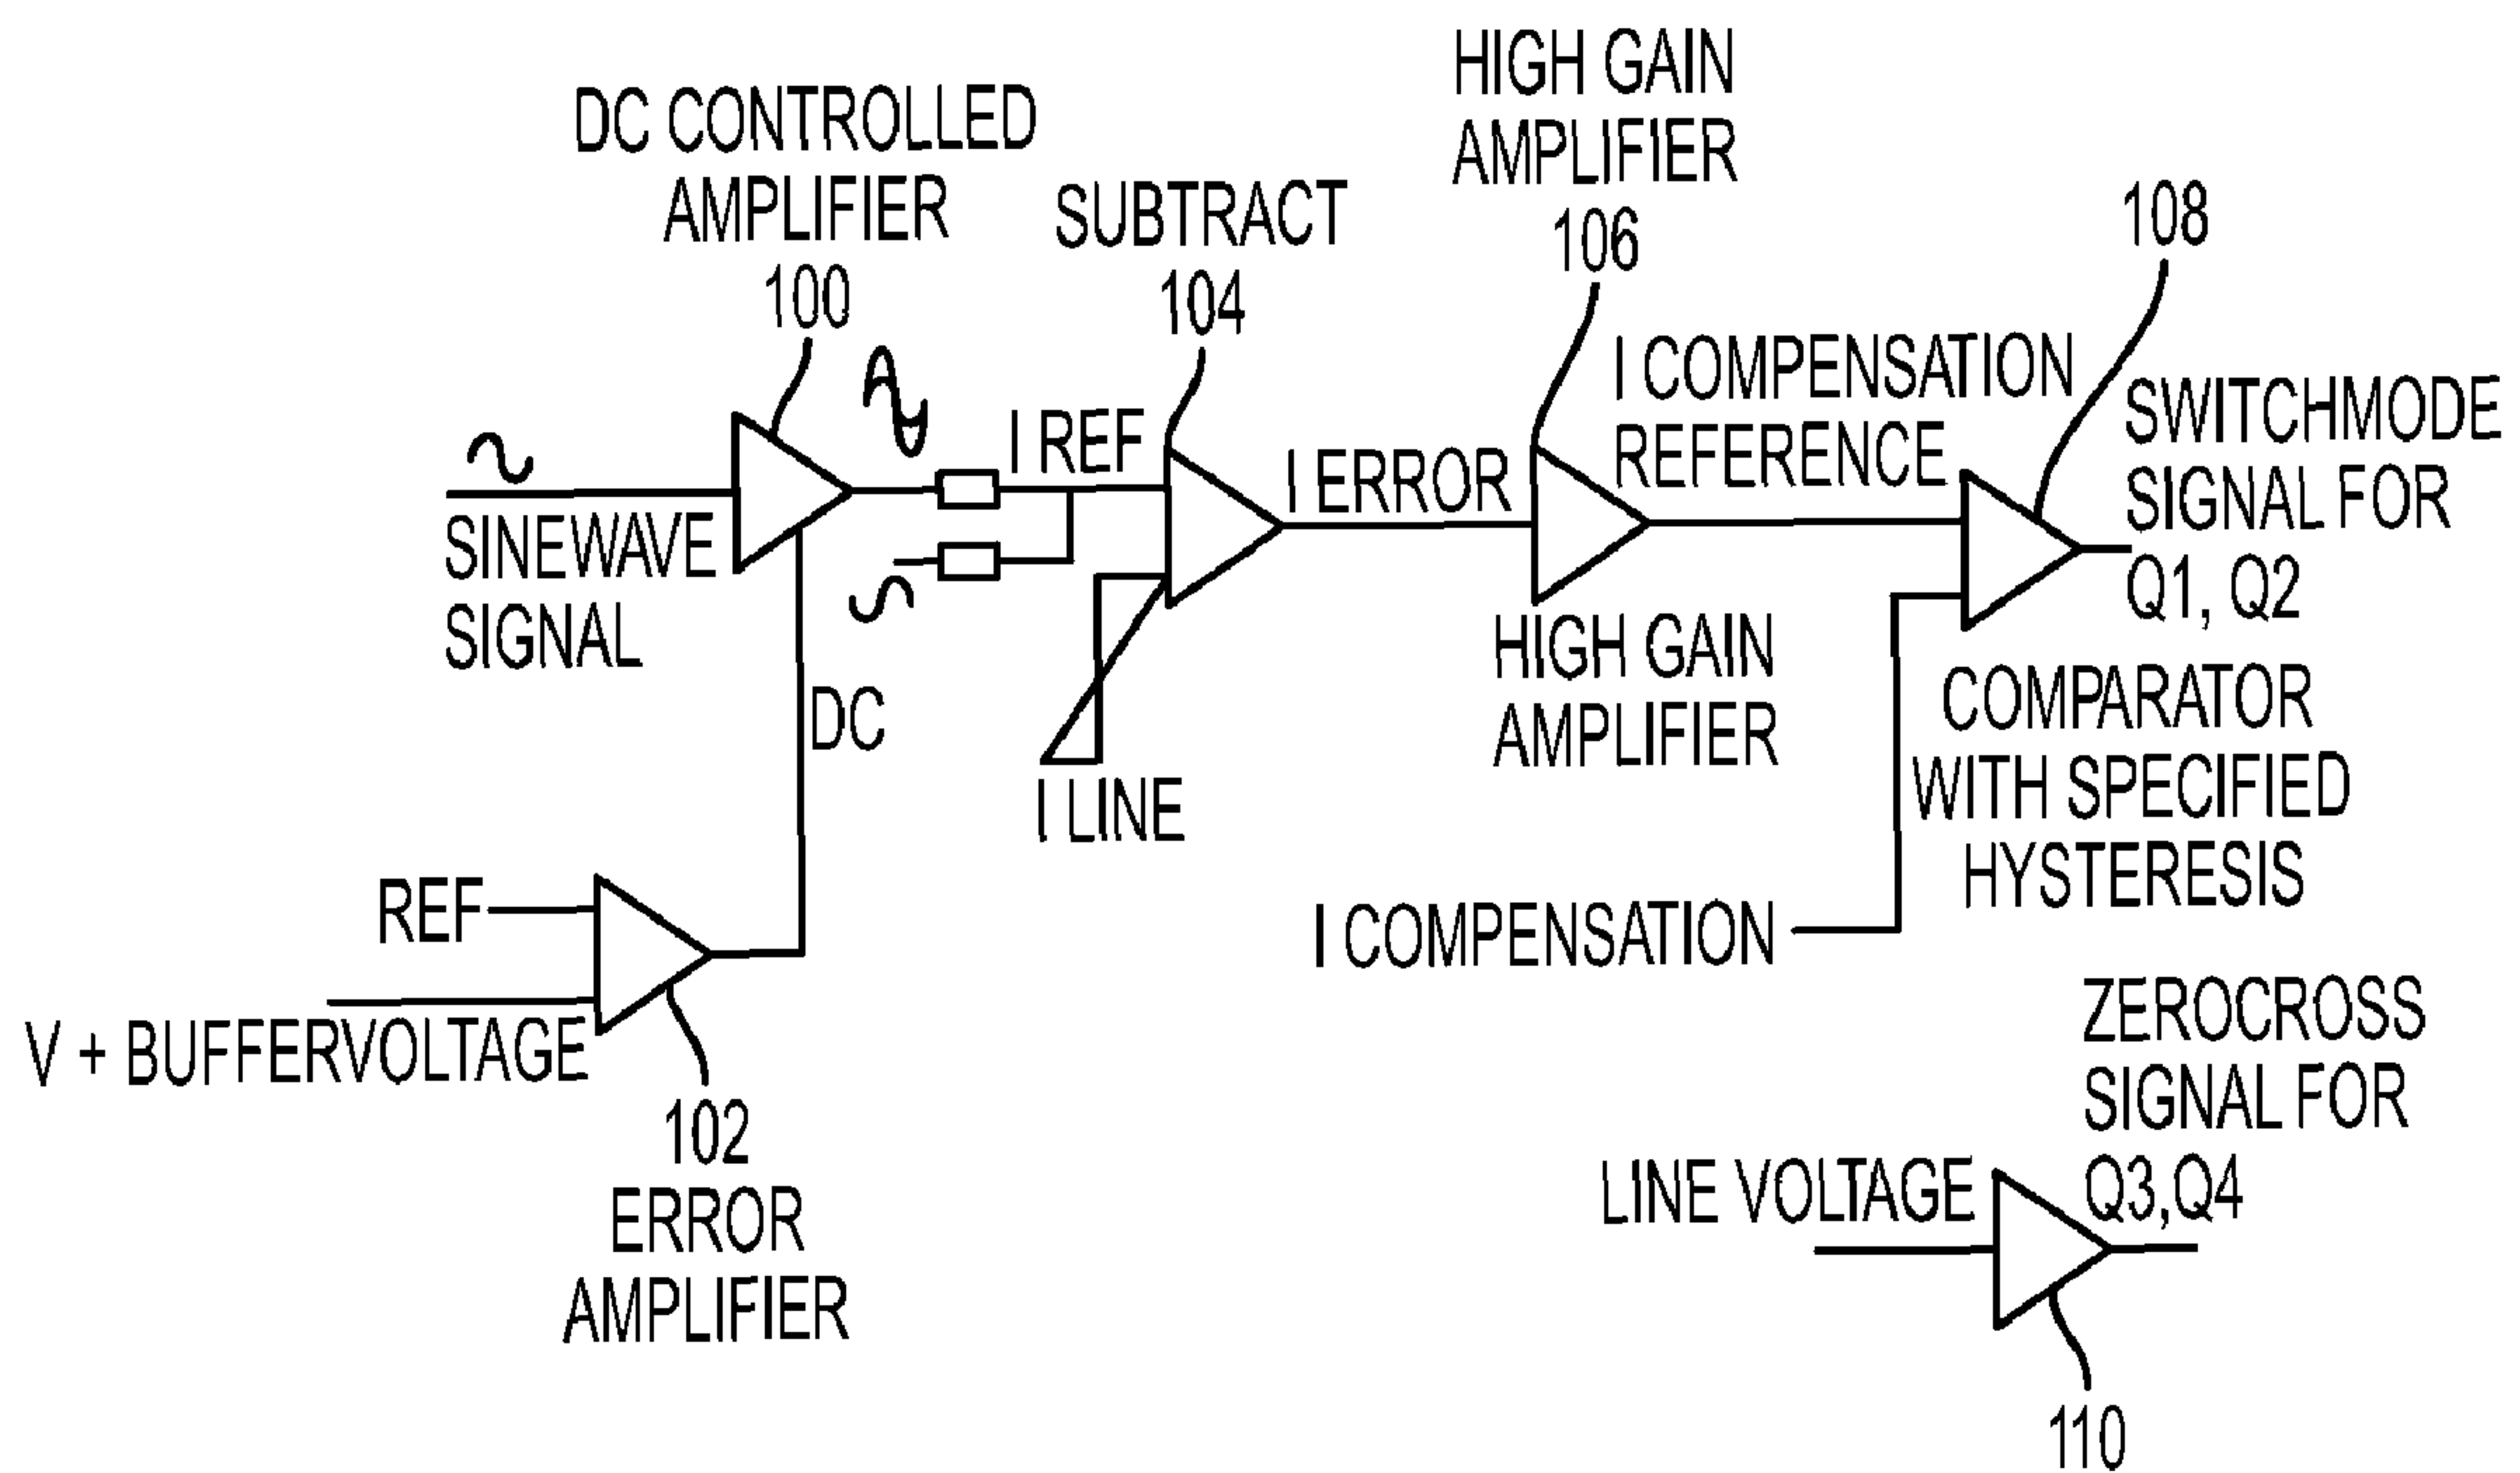 DC CONTROLLED
AMPLIFIER
100
SUBTRACT
104
HIGH GAIN
AMPLIFIER
106
108
I REF
I ERROR
I COMPENSATION
REFERENCE
SWITCHMODE
SIGNAL FOR
Q1, Q2
SINEWAVE
SIGNAL
DC
I LINE
HIGH GAIN
AMPLIFIER
COMPARATOR
WITH SPECIFIED
HYSTERESIS
REF
V + BUFFERVOLTAGE
102
ERROR
AMPLIFIER
I COMPENSATION
ZEROCROSS
SIGNAL FOR
Q3,Q4
LINE VOLTAGE
110